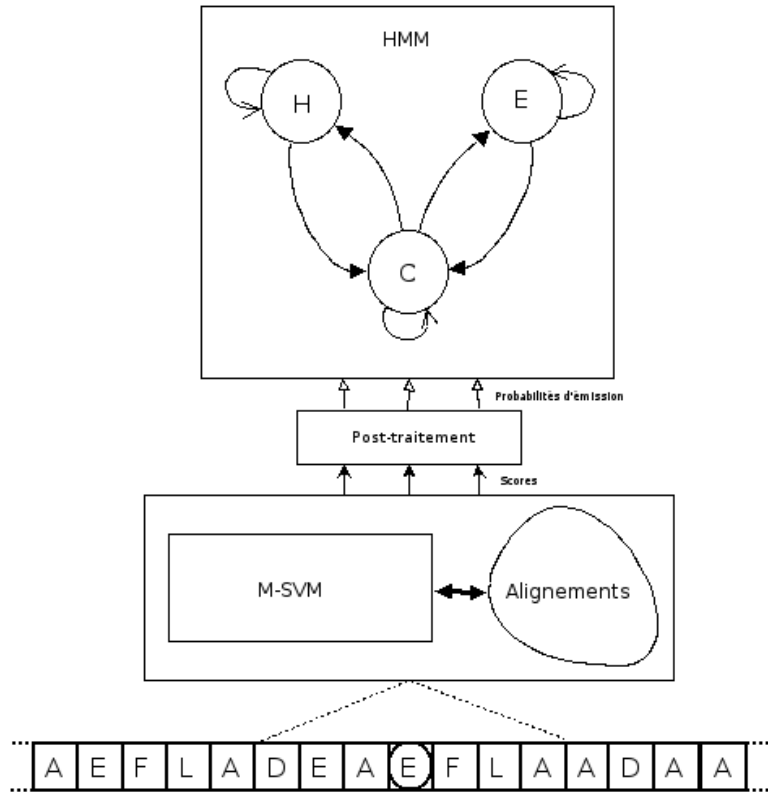 HMM
H
E
C
Probabilités d'émission
Post-traitement
Scores
M-SVM
Alignements
A E F L A D E A E F L A A D A A